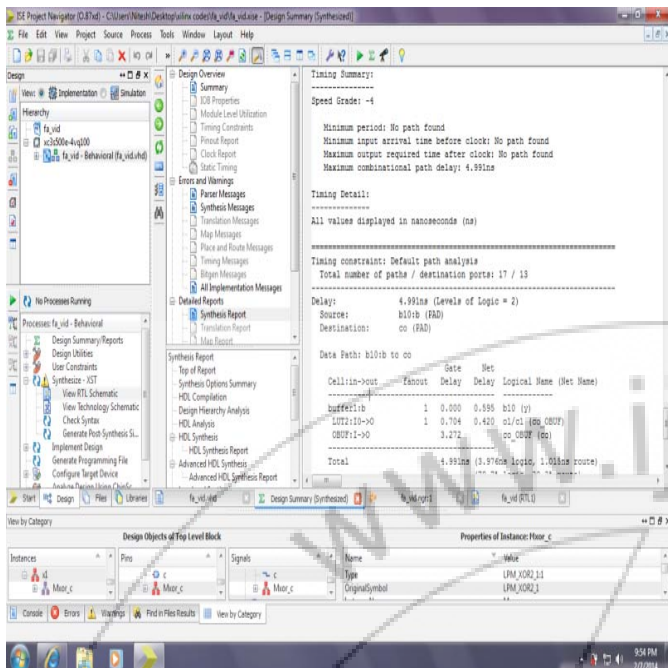 ISE Project Navigator (O.87xd) - C:\Users\Nitesh\Desktop\xilinx codes\fa_vid\fa_vid.xise - [Design Summary (Synthesized)]
File Edit View Project Source Process Tools Window Layout Help
Design
View: Implementation Simulation
Hierarchy
fa_vid
xc3s500e-4vq100
fa_vid - Behavioral (fa_vid.vhd)
No Processes Running
Processes: fa_vid - Behavioral
Design Summary/Reports
Design Utilities
User Constraints
Synthesize - XST
View RTL Schematic
View Technology Schematic
Check Syntax
Generate Post-Synthesis Si...
Implement Design
Generate Programming File
Configure Target Device
Analyze Design Using ChipSc...
Start Design Files Libraries
Design Overview
Summary
IOB Properties
Module Level Utilization
Timing Constraints
Pinout Report
Clock Report
Static Timing
Errors and Warnings
Parser Messages
Synthesis Messages
Translation Messages
Map Messages
Place and Route Messages
Timing Messages
Bitgen Messages
All Implementation Messages
Detailed Reports
Synthesis Report
Translation Report
Map Report
Synthesis Report
Top of Report
Synthesis Options Summary
HDL Compilation
Design Hierarchy Analysis
HDL Analysis
HDL Synthesis
HDL Synthesis Report
Advanced HDL Synthesis
Advanced HDL Synthesis Report
Timing Summary:
---------------
Speed Grade: -4
Minimum period: No path found
Minimum input arrival time before clock: No path found
Maximum output required time after clock: No path found
Maximum combinational path delay: 4.991ns
Timing Detail:
--------------
All values displayed in nanoseconds (ns)
Timing constraint: Default path analysis
Total number of paths / destination ports: 17 / 13
Delay: 4.991ns (Levels of Logic = 2)
Source: b10:b (PAD)
Destination: co (PAD)
Data Path: b10:b to co
Gate Net
Cell:in->out fanout Delay Delay Logical Name (Net Name)
buffer1:b 1 0.000 0.595 b10 (y)
LUT2:I0->O 1 0.704 0.420 o1/c1 (co_OBUF)
OBUF:I->O 3.272 co_OBUF (co)
Total 4.991ns (3.976ns logic, 1.015ns route)
fa_vid.vhd Design Summary (Synthesized) fa_vid.ngr:1 fa_vid (RTL1)
View by Category
Design Objects of Top Level Block Properties of Instance: Mxor_c
Instances Pins Signals Name Value
x1 c c Type LPM_XOR2_1:1
Mxor_c Mxor_c Mxor_c OriginalSymbol LPM_XOR2_1
Console Errors Warnings Find in Files Results View by Category
9:54 PM
www.ij